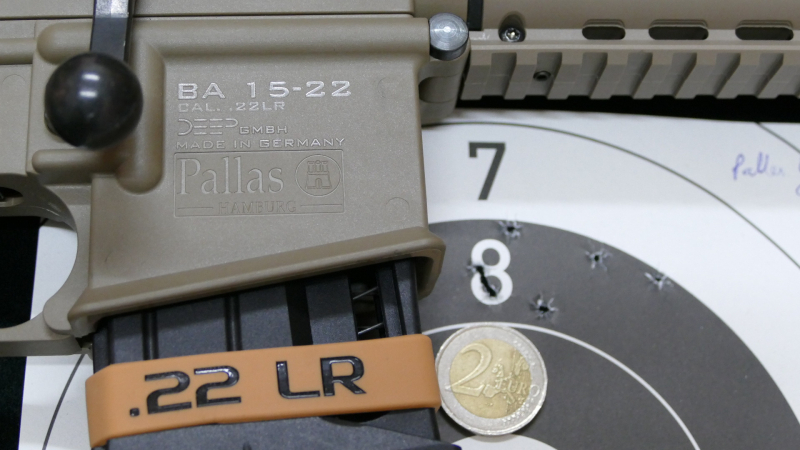 BA 15-22
CAL. .22LR
DEEP GMBH
MADE IN GERMANY
Pallas
HAMBURG
.22 LR
7
8
2